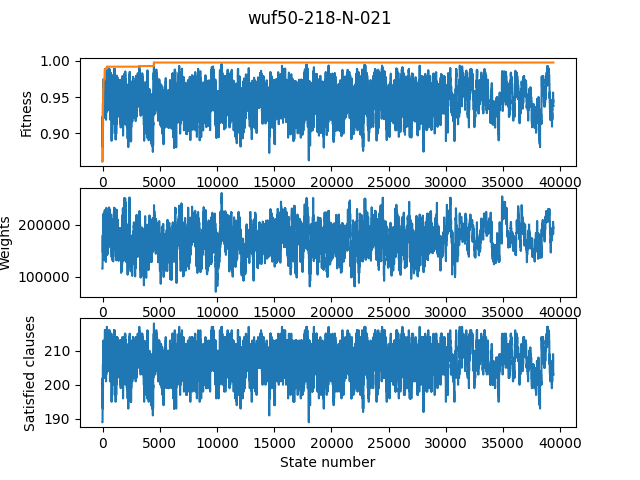 wuf50-218-N-021
1.00
0.95
0.90
Fitness
0 5000 10000 15000 20000 25000 30000 35000 40000
200000
100000
Weights
0 5000 10000 15000 20000 25000 30000 35000 40000
210
200
190
Satisfied clauses
0 5000 10000 15000 20000 25000 30000 35000 40000
State number